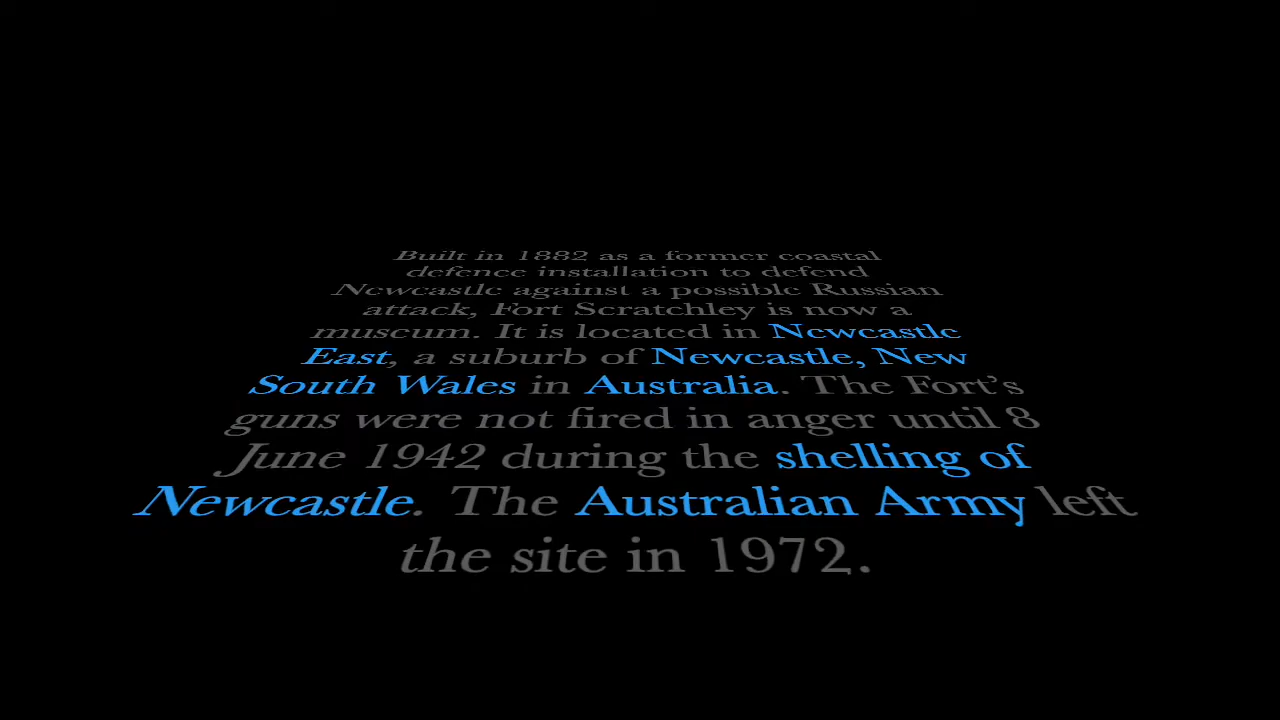 Built in 1882 as a former coastal
defence installation to defend
Newcastle against a possible Russian
attack, Fort Scratchley is now a
museum. It is located in Newcastle
East, a suburb of Newcastle, New
South Wales in Australia. The Fort’s
guns were not fired in anger until 8
June 1942 during the shelling of
Newcastle. The Australian Army left
the site in 1972.